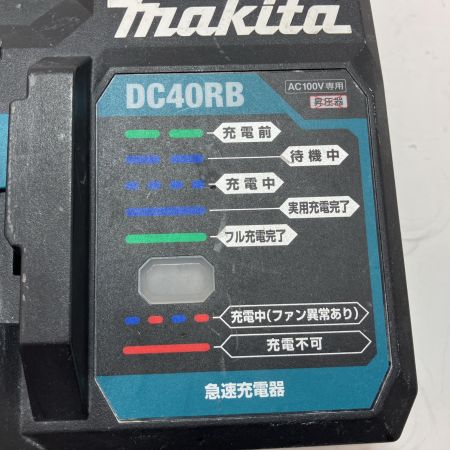 makita
DC40RB
AC100V専用
昇圧器
充電前
待機中
充電中
実用充電完了
フル充電完了
充電中(ファン異常あり)
充電不可
急速充電器